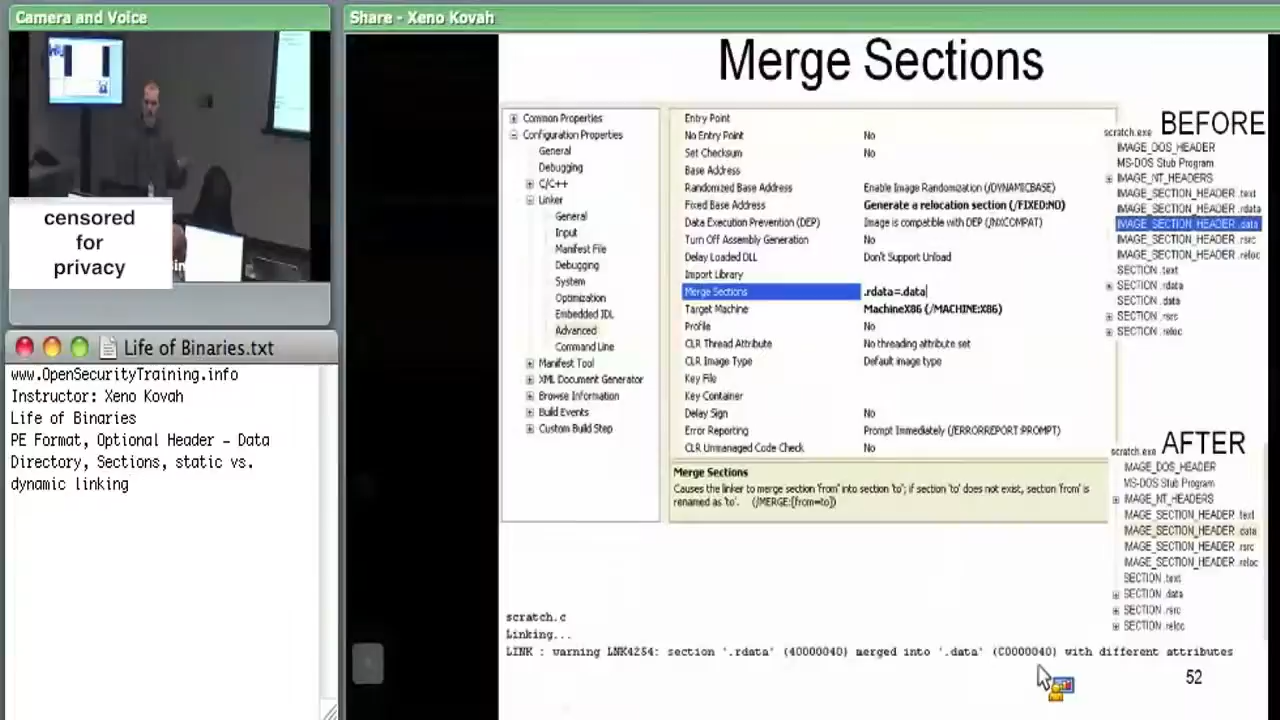 Camera and Voice
censored
for
privacy
Life of Binaries.txt
www.OpenSecurityTraining.info
Instructor: Xeno Kovah
Life of Binaries
PE Format, Optional Header - Data
Directory, Sections, static vs.
dynamic linking
Share - Xeno Kovah
Merge Sections
Common Properties
Configuration Properties
General
Debugging
C/C++
Linker
General
Input
Manifest File
Debugging
System
Optimization
Embedded IDL
Advanced
Command Line
Manifest Tool
XML Document Generator
Browse Information
Build Events
Custom Build Step
Entry Point
No Entry Point No
Set Checksum No
Base Address
Randomized Base Address Enable Image Randomization (/DYNAMICBASE)
Fixed Base Address Generate a relocation section (/FIXED:NO)
Data Execution Prevention (DEP) Image is compatible with DEP (/NXCOMPAT)
Turn Off Assembly Generation No
Delay Loaded DLL Don't Support Unload
Import Library
Merge Sections .rdata=.data
Target Machine MachineX86 (/MACHINE:X86)
Profile No
CLR Thread Attribute No threading attribute set
CLR Image Type Default image type
Key File
Key Container
Delay Sign No
Error Reporting Prompt Immediately (/ERRORREPORT:PROMPT)
CLR Unmanaged Code Check No
Merge Sections
Causes the linker to merge section 'from' into section 'to'; if section 'to' does not exist, section 'from' is
renamed as 'to'. (/MERGE:[from=to])
BEFORE
scratch.exe
IMAGE_DOS_HEADER
MS-DOS Stub Program
IMAGE_NT_HEADERS
IMAGE_SECTION_HEADER .text
IMAGE_SECTION_HEADER .rdata
IMAGE_SECTION_HEADER .data
IMAGE_SECTION_HEADER .rsrc
IMAGE_SECTION_HEADER .reloc
SECTION .text
SECTION .rdata
SECTION .data
SECTION .rsrc
SECTION .reloc
AFTER
scratch.exe
IMAGE_DOS_HEADER
MS-DOS Stub Program
IMAGE_NT_HEADERS
IMAGE_SECTION_HEADER .text
IMAGE_SECTION_HEADER .data
IMAGE_SECTION_HEADER .rsrc
IMAGE_SECTION_HEADER .reloc
SECTION .text
SECTION .data
SECTION .rsrc
SECTION .reloc
scratch.c
Linking...
LINK : warning LNK4254: section '.rdata' (40000040) merged into '.data' (C0000040) with different attributes
52